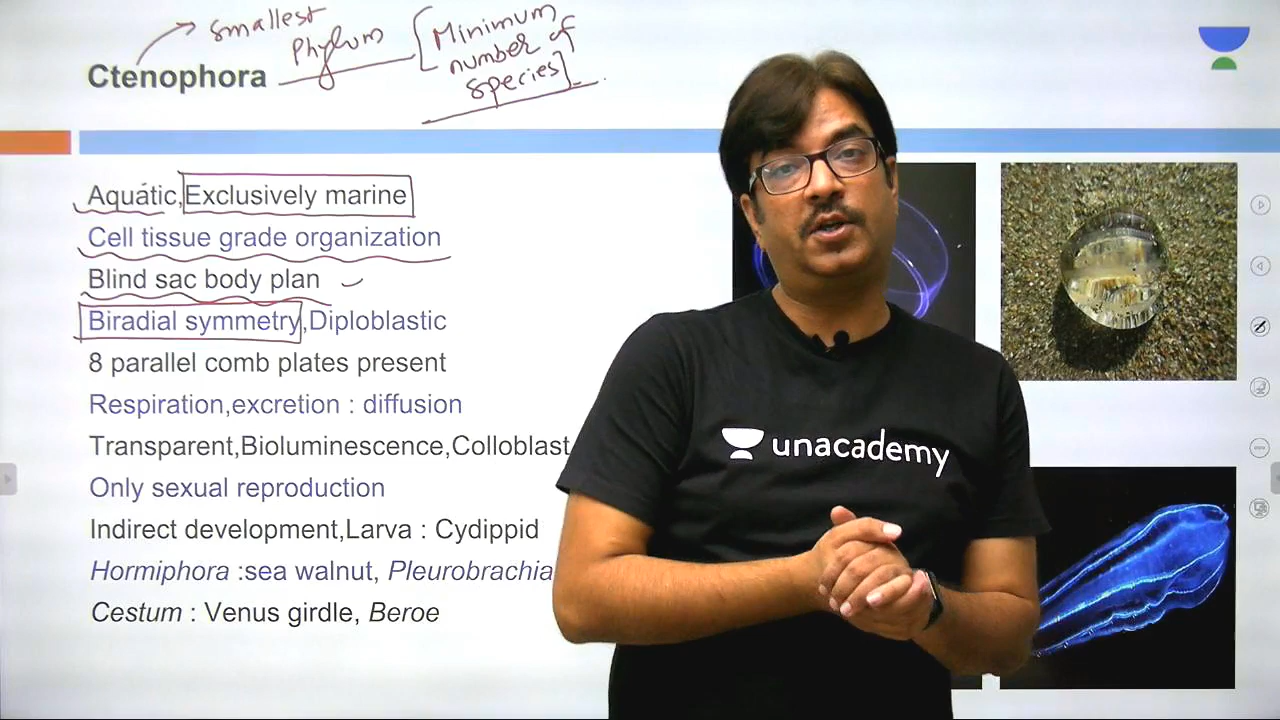 smallest
Phylum
[Minimum
number of
species]
Ctenophora
Aquatic,Exclusively marine
Cell tissue grade organization
Blind sac body plan
Biradial symmetry,Diploblastic
8 parallel comb plates present
Respiration,excretion : diffusion
Transparent,Bioluminescence,Colloblast
Only sexual reproduction
Indirect development,Larva : Cydippid
Hormiphora :sea walnut, Pleurobrachia
Cestum : Venus girdle, Beroe
unacademy